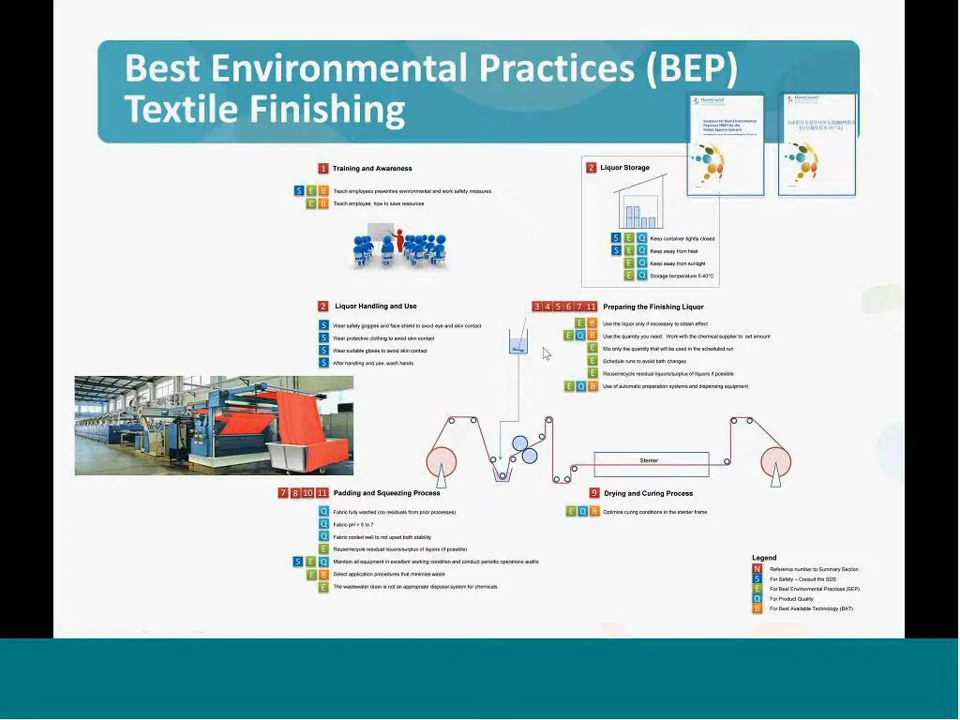 Best Environmental Practices (BEP)
Textile Finishing
Guidance for Best Environmental
Practices (BEP) for the
Global Apparel Industry
1 Training and Awareness
S E B Teach employees preventive environmental and work safety measures
E B Teach employee how to save resources
2 Liquor Storage
S E Q Keep container tightly closed
S E Q Keep away from heat
E Q Keep away from sunlight
E Q Storage temperature 5-40°C
2 Liquor Handling and Use
S Wear safety goggles and face shield to avoid eye and skin contact
S Wear protective clothing to avoid skin contact
S Wear suitable gloves to avoid skin contact
S After handling and use, wash hands
3 4 5 6 7 11 Preparing the Finishing Liquor
E B Use the liquor only if necessary to obtain effect
E Q B Use the quantity you need. Work with the chemical supplier to set amount
E Mix only the quantity that will be used in the scheduled run
E Schedule runs to avoid bath changes
E Reuse/recycle residual liquors/surplus of liquors if possible
E Q B Use of automatic preparation systems and dispensing equipment
Stenter
7 8 10 11 Padding and Squeezing Process
Q Fabric fully washed (no residues from prior processes)
Q Fabric pH = 5 to 7
Q Fabric cooled well to not upset bath stability
E Reuse/recycle residual liquors/surplus of liquors (if possible)
S E Q Maintain all equipment in excellent working condition and conduct periodic operations audits
E B Select application procedures that minimize waste
E The wastewater drain is not an appropriate disposal system for chemicals
9 Drying and Curing Process
E Q B Optimize curing conditions in the stenter frame
Legend
N Reference number to Summary Section
S For Safety – Consult the SDS
E For Best Environmental Practices (BEP)
Q For Product Quality
B For Best Available Technology (BAT)